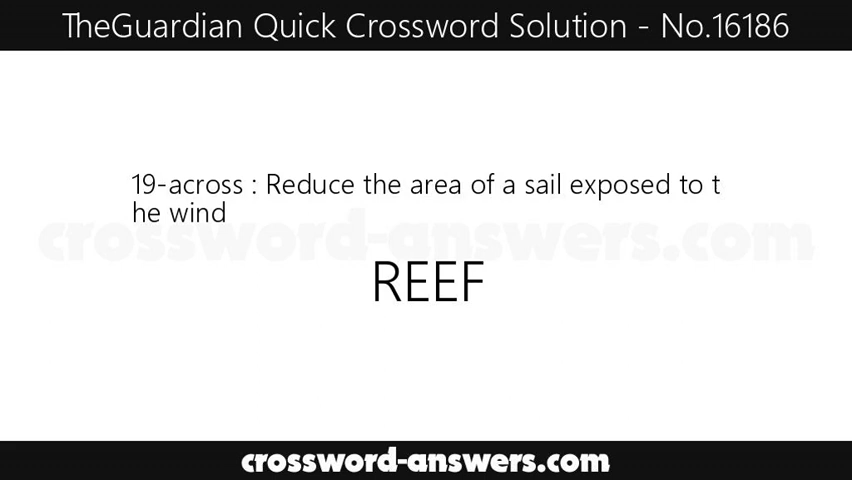 TheGuardian Quick Crossword Solution - No.16186
19-across : Reduce the area of a sail exposed to t
he wind
crossword-answers.com
REEF
crossword-answers.com